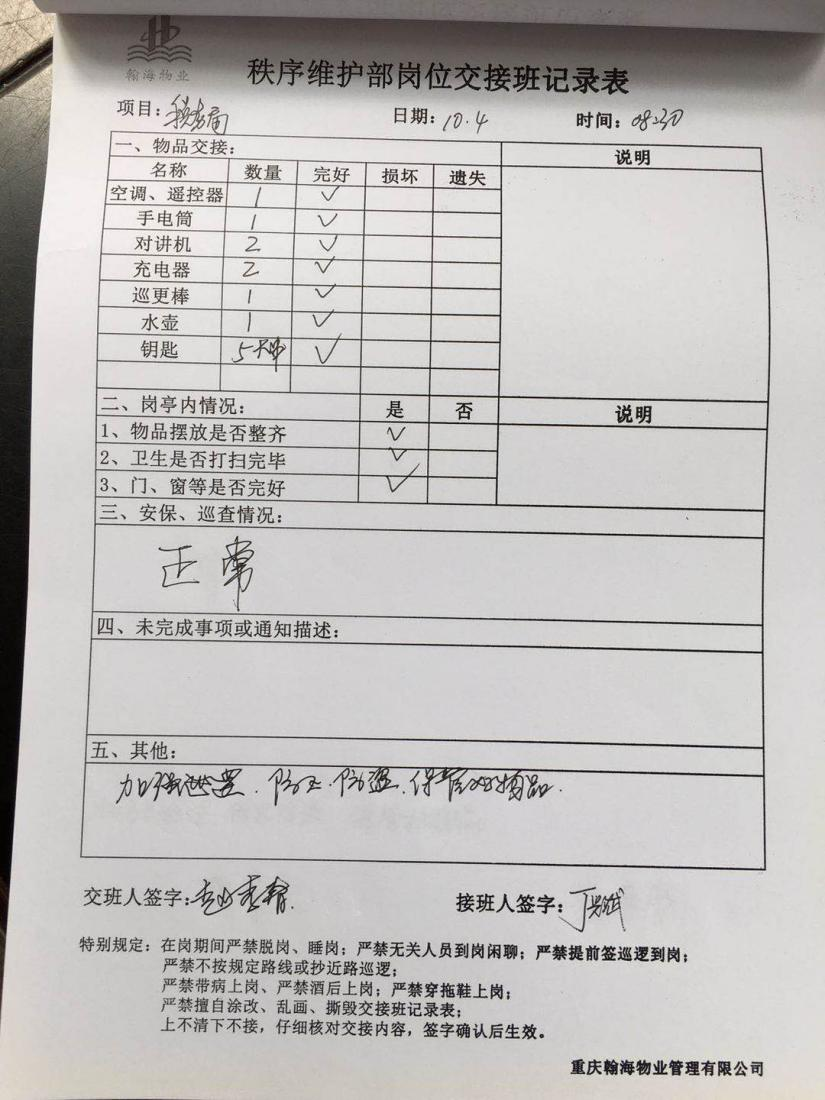 翰海物业
秩序维护部岗位交接班记录表
项目: 税务局 日期: 10.4 时间: 08:30
一、物品交接: 说明
名称 数量 完好 损坏 遗失
空调、遥控器 1 ✓
手电筒 1 ✓
对讲机 2 ✓
充电器 2 ✓
巡更棒 1 ✓
水壶 1 ✓
钥匙 5 ✓
二、岗亭内情况: 是 否 说明
1、物品摆放是否整齐 ✓
2、卫生是否打扫完毕 ✓
3、门、窗等是否完好 ✓
三、安保、巡查情况:
正常
四、未完成事项或通知描述:
五、其他:
加强巡逻.防火.防盗.保管好物品.
交班人签字: 接班人签字:
特别规定: 在岗期间严禁脱岗、睡岗；严禁无关人员到岗闲聊；严禁提前签巡逻到岗；
严禁不按规定路线或抄近路巡逻；
严禁带病上岗、严禁酒后上岗；严禁穿拖鞋上岗；
严禁擅自涂改、乱画、撕毁交接班记录表；
上不清下不接，仔细核对交接内容，签字确认后生效。
重庆翰海物业管理有限公司